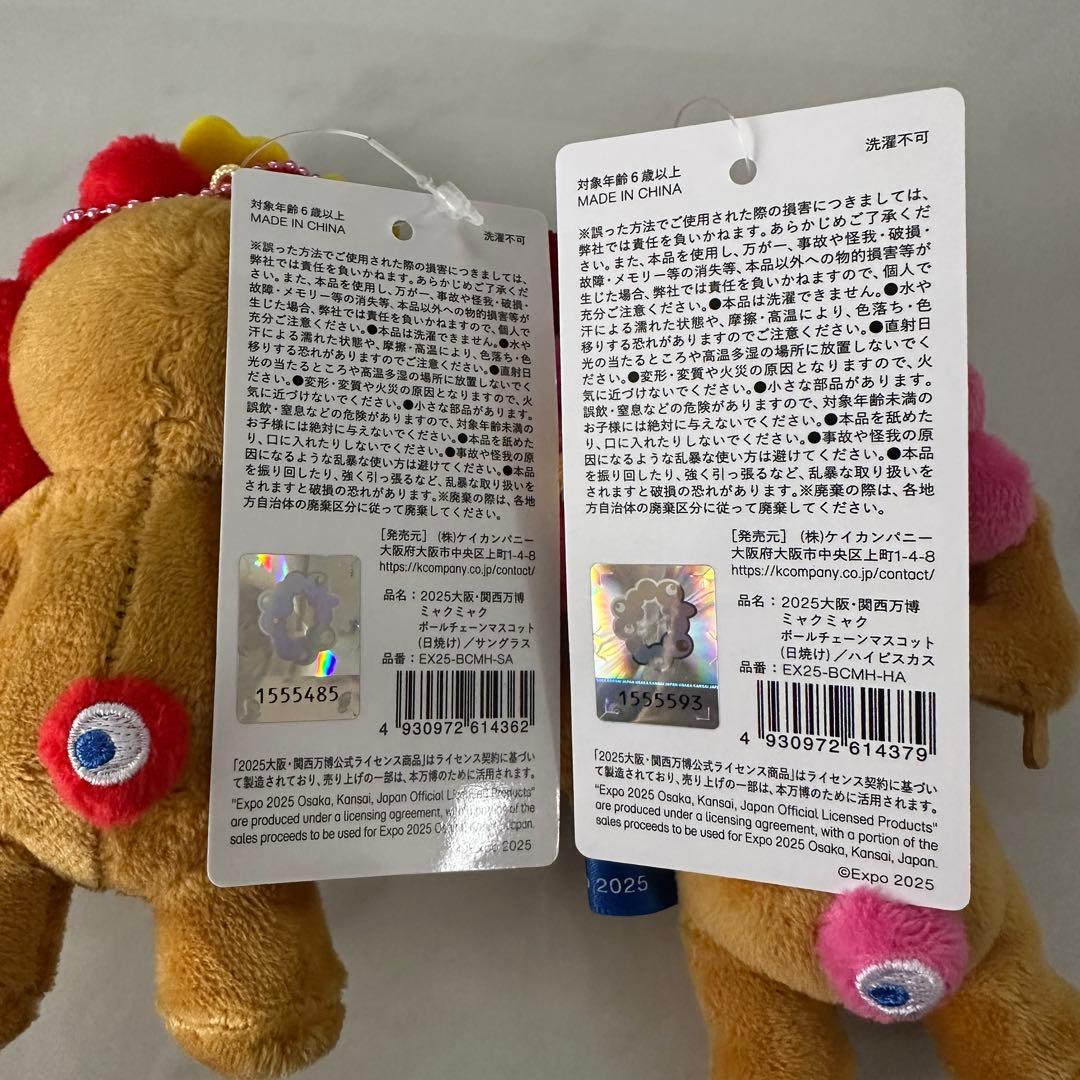 対象年齢6歳以上
MADE IN CHINA
洗濯不可
※誤った方法でご使用された際の損害につきましては、
弊社では責任を負いかねます。あらかじめご了承くだ
さい。また、本品を使用し、万が一、事故や怪我・破損・
故障・メモリー等の消失等、本品以外への物的損害等が
生じた場合、弊社では責任を負いかねますので、個人で
充分ご注意ください。●本品は洗濯できません。●水や
汗による濡れた状態や、摩擦・高温により、色落ち・色
移りする恐れがありますのでご注意ください。●直射日
光の当たるところや高温多湿の場所に放置しないでく
ださい。●変形・変質や火災の原因となりますので、火
気に近づけないでください。●小さな部品があります。
誤飲・窒息などの危険がありますので、対象年齢未満の
お子様には絶対に与えないでください。●本品を舐めた
り、口に入れたりしないでください。●事故や怪我の原
因になるような乱暴な使い方は避けてください。●本品
を振り回したり、強く引っ張るなど、乱暴な取り扱いを
されますと破損の恐れがあります。※廃棄の際は、各地
方自治体の廃棄区分に従って廃棄してください。
[発売元] (株)ケイカンパニー
大阪府大阪市中央区上町1-4-8
https://kcompany.co.jp/contact/
品名：2025大阪・関西万博
ミャクミャク
ボールチェーンマスコット
(日焼け)／サングラス
品番：EX25-BCMH-SA
1555485
4 930972 614362
「2025大阪・関西万博公式ライセンス商品」はライセンス契約に基づい
て製造されており、売り上げの一部は、本万博のために活用されます。
"Expo 2025 Osaka, Kansai, Japan Official Licensed Products"
are produced under a licensing agreement, with a portion of the
sales proceeds to be used for Expo 2025 Osaka, Kansai, Japan.
2025
対象年齢6歳以上
MADE IN CHINA
洗濯不可
※誤った方法でご使用された際の損害につきましては、
弊社では責任を負いかねます。あらかじめご了承くだ
さい。また、本品を使用し、万が一、事故や怪我・破損・
故障・メモリー等の消失等、本品以外への物的損害等が
生じた場合、弊社では責任を負いかねますので、個人で
充分ご注意ください。●本品は洗濯できません。●水や
汗による濡れた状態や、摩擦・高温により、色落ち・色
移りする恐れがありますのでご注意ください。●直射日
光の当たるところや高温多湿の場所に放置しないでく
ださい。●変形・変質や火災の原因となりますので、火
気に近づけないでください。●小さな部品があります。
誤飲・窒息などの危険がありますので、対象年齢未満の
お子様には絶対に与えないでください。●本品を舐めた
り、口に入れたりしないでください。●事故や怪我の原
因になるような乱暴な使い方は避けてください。●本品
を振り回したり、強く引っ張るなど、乱暴な取り扱いを
されますと破損の恐れがあります。※廃棄の際は、各地
方自治体の廃棄区分に従って廃棄してください。
[発売元] (株)ケイカンパニー
大阪府大阪市中央区上町1-4-8
https://kcompany.co.jp/contact/
品名：2025大阪・関西万博
ミャクミャク
ボールチェーンマスコット
(日焼け)／ハイビスカス
品番：EX25-BCMH-HA
1555593
4 930972 614379
「2025大阪・関西万博公式ライセンス商品」はライセンス契約に基づい
て製造されており、売り上げの一部は、本万博のために活用されます。
"Expo 2025 Osaka, Kansai, Japan Official Licensed Products"
are produced under a licensing agreement, with a portion of the
sales proceeds to be used for Expo 2025 Osaka, Kansai, Japan.
©Expo 2025
2025